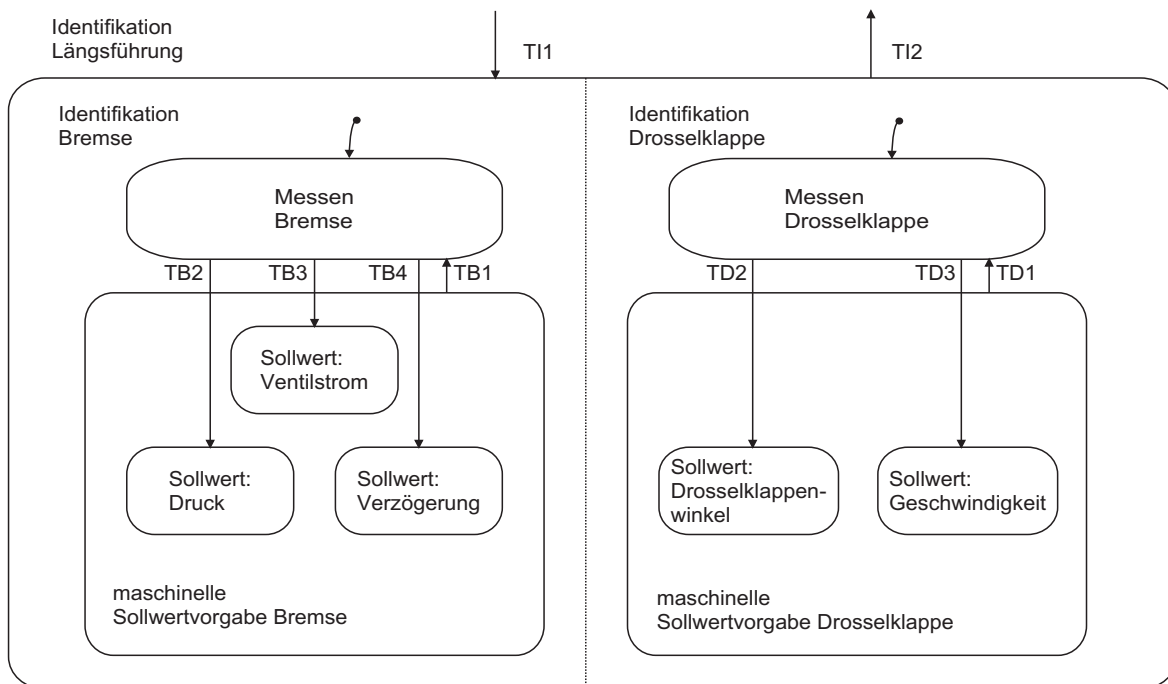 Identifikation
Längsführung
TI1
TI2
Identifikation
Bremse
Messen
Bremse
TB2
TB3
TB4
TB1
Sollwert:
Ventilstrom
Sollwert:
Druck
Sollwert:
Verzögerung
maschinelle
Sollwertvorgabe Bremse
Identifikation
Drosselklappe
Messen
Drosselklappe
TD2
TD3
TD1
Sollwert:
Drosselklappen-
winkel
Sollwert:
Geschwindigkeit
maschinelle
Sollwertvorgabe Drosselklappe